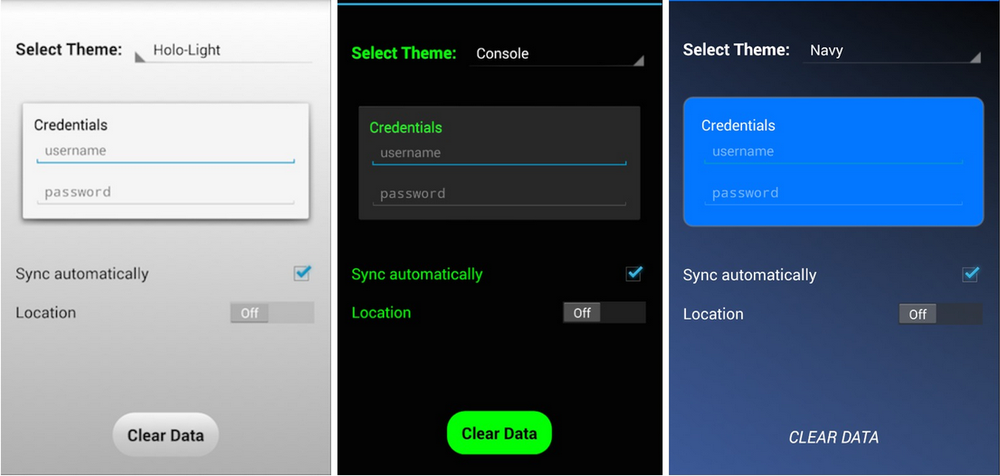 Select Theme: Holo-Light
Credentials
username
password
Sync automatically
Location Off
Clear Data
Select Theme: Console
Credentials
username
password
Sync automatically
Location Off
Clear Data
Select Theme: Navy
Credentials
username
password
Sync automatically
Location Off
CLEAR DATA